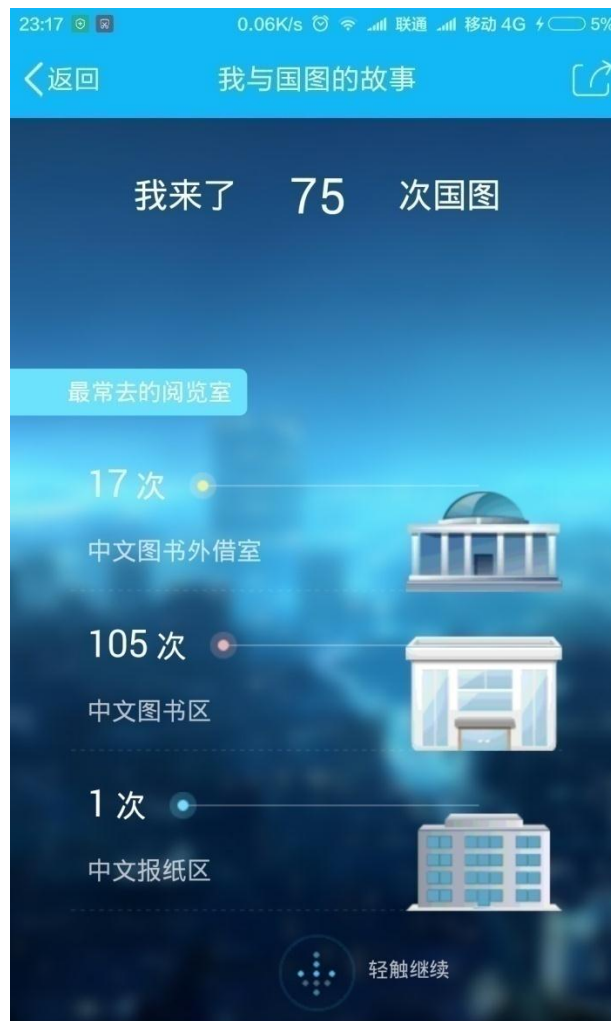 23:17 0.06K/s 联通 移动 4G 5%
返回 我与国图的故事
我来了 75 次国图
最常去的阅览室
17 次
中文图书外借室
105 次
中文图书区
1 次
中文报纸区
轻触继续